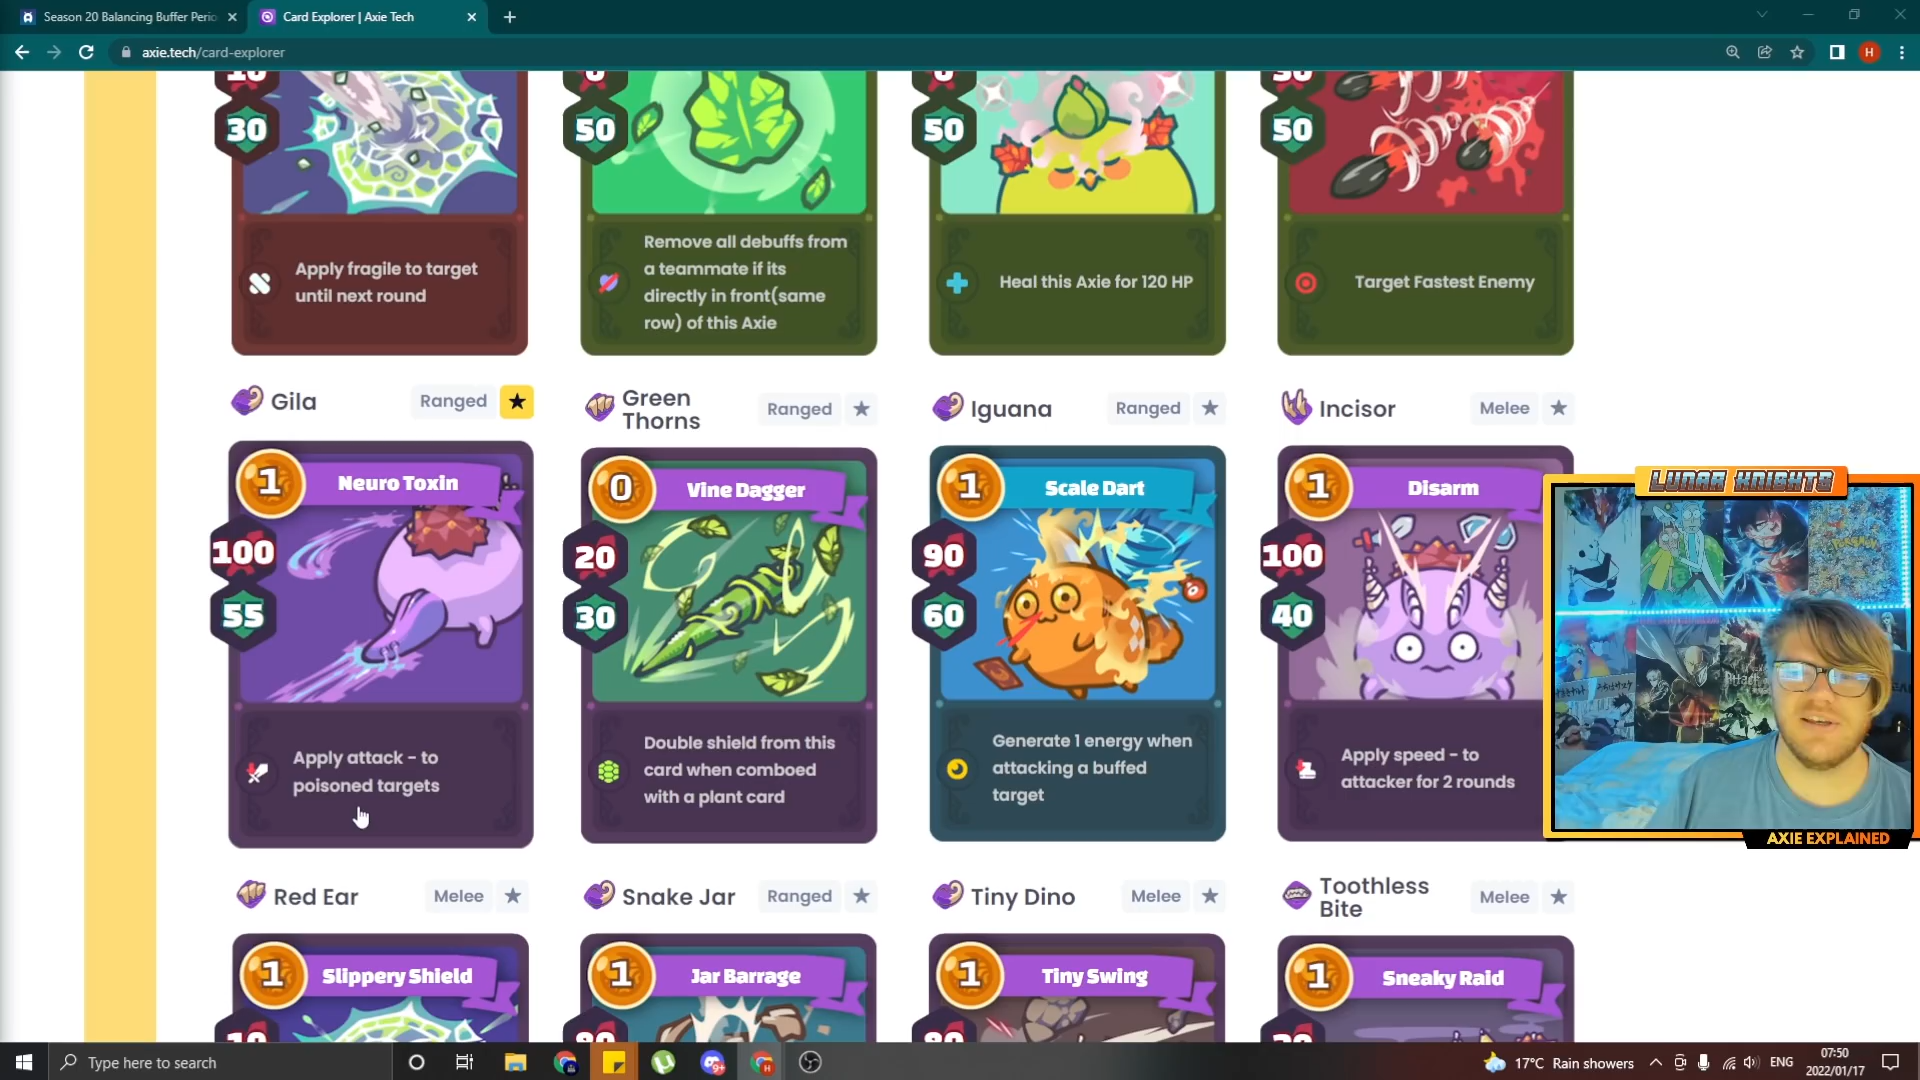 Season 20 Balancing Buffer Perio
Card Explorer | Axie Tech
axie.tech/card-explorer
H
30
50
50
50
Apply fragile to target
until next round
Remove all debuffs from
a teammate if its
directly in front(same
row) of this Axie
Heal this Axie for 120 HP
Target Fastest Enemy
Gila
Ranged
Green
Thorns
Ranged
Iguana
Ranged
Incisor
Melee
1
Neuro Toxin
100
55
Apply attack - to
poisoned targets
0
Vine Dagger
20
30
Double shield from this
card when comboed
with a plant card
1
Scale Dart
90
60
Generate 1 energy when
attacking a buffed
target
1
Disarm
100
40
Apply speed - to
attacker for 2 rounds
LUNAR KNIGHTS
AXIE EXPLAINED
Red Ear
Melee
Snake Jar
Ranged
Tiny Dino
Melee
Toothless
Bite
Melee
1
Slippery Shield
1
Jar Barrage
1
Tiny Swing
1
Sneaky Raid
Type here to search
9+
H
17°C Rain showers
ENG
07:50
2022/01/17